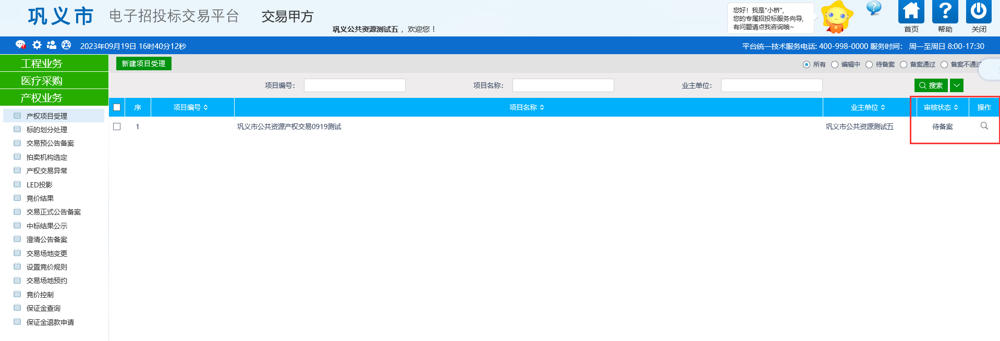 巩义市 电子招投标交易平台 交易甲方
巩义公共资源测试五 ，欢迎您！
您好！我是"小桥",
您的专属招投标服务向导,
有问题请点我咨询哦~
首页 帮助 关闭
2023年09月19日 16时40分12秒
平台统一技术服务电话: 400-998-0000 服务时间： 周一至周日 8:00-17:30
工程业务
医疗采购
产权业务
产权项目受理
标的划分处理
交易预公告备案
拍卖机构选定
产权交易异常
LED投影
竞价结果
交易正式公告备案
中标结果公示
澄清公告备案
交易场地变更
设置竞价规则
交易场地预约
竞价控制
保证金查询
保证金退款申请
新建项目受理
所有 编辑中 待备案 备案通过 备案不通过
项目编号： 项目名称： 业主单位： 搜索
序 项目编号 项目名称 业主单位 审核状态 操作
1 巩义市公共资源产权交易0919测试 巩义市公共资源测试五 待备案